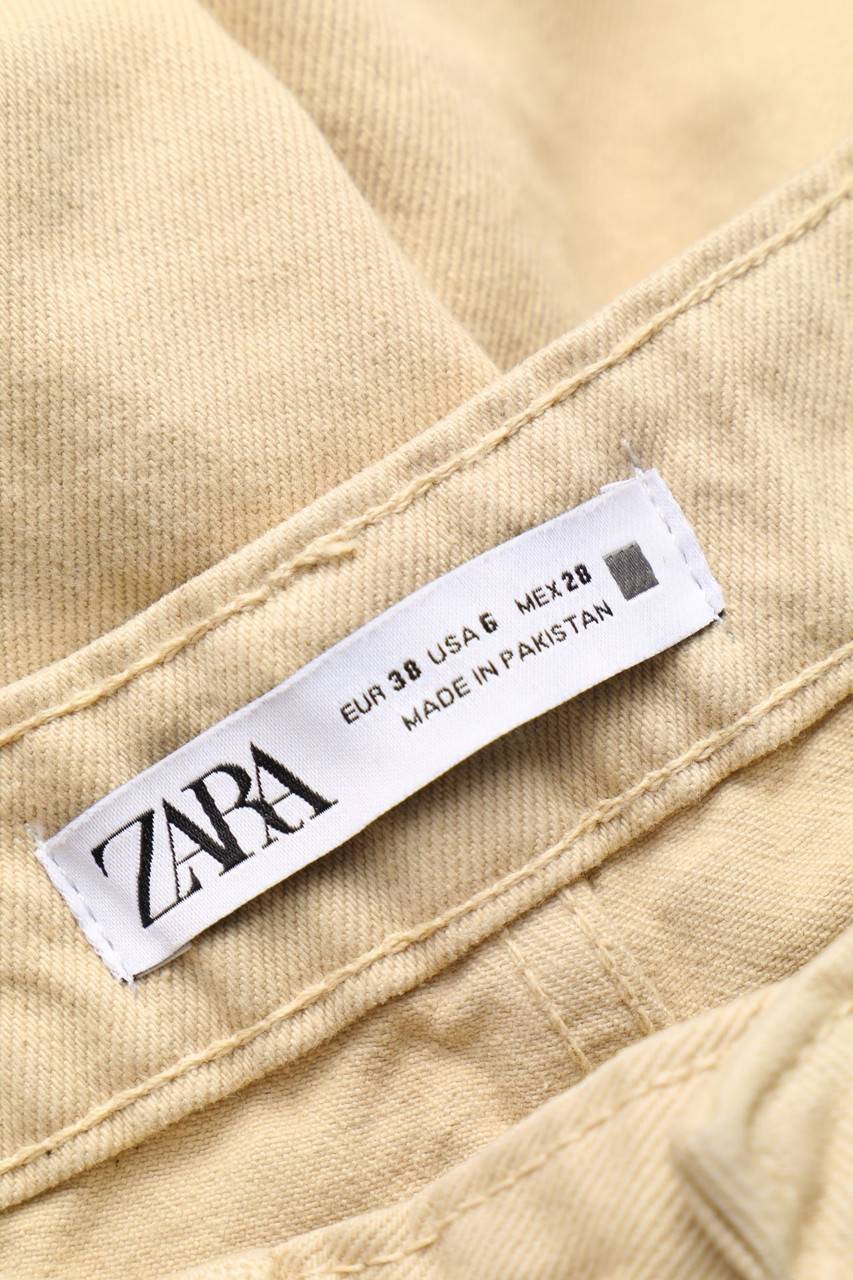 ZARA
EUR 38 USA 6 MEX 28
MADE IN PAKISTAN